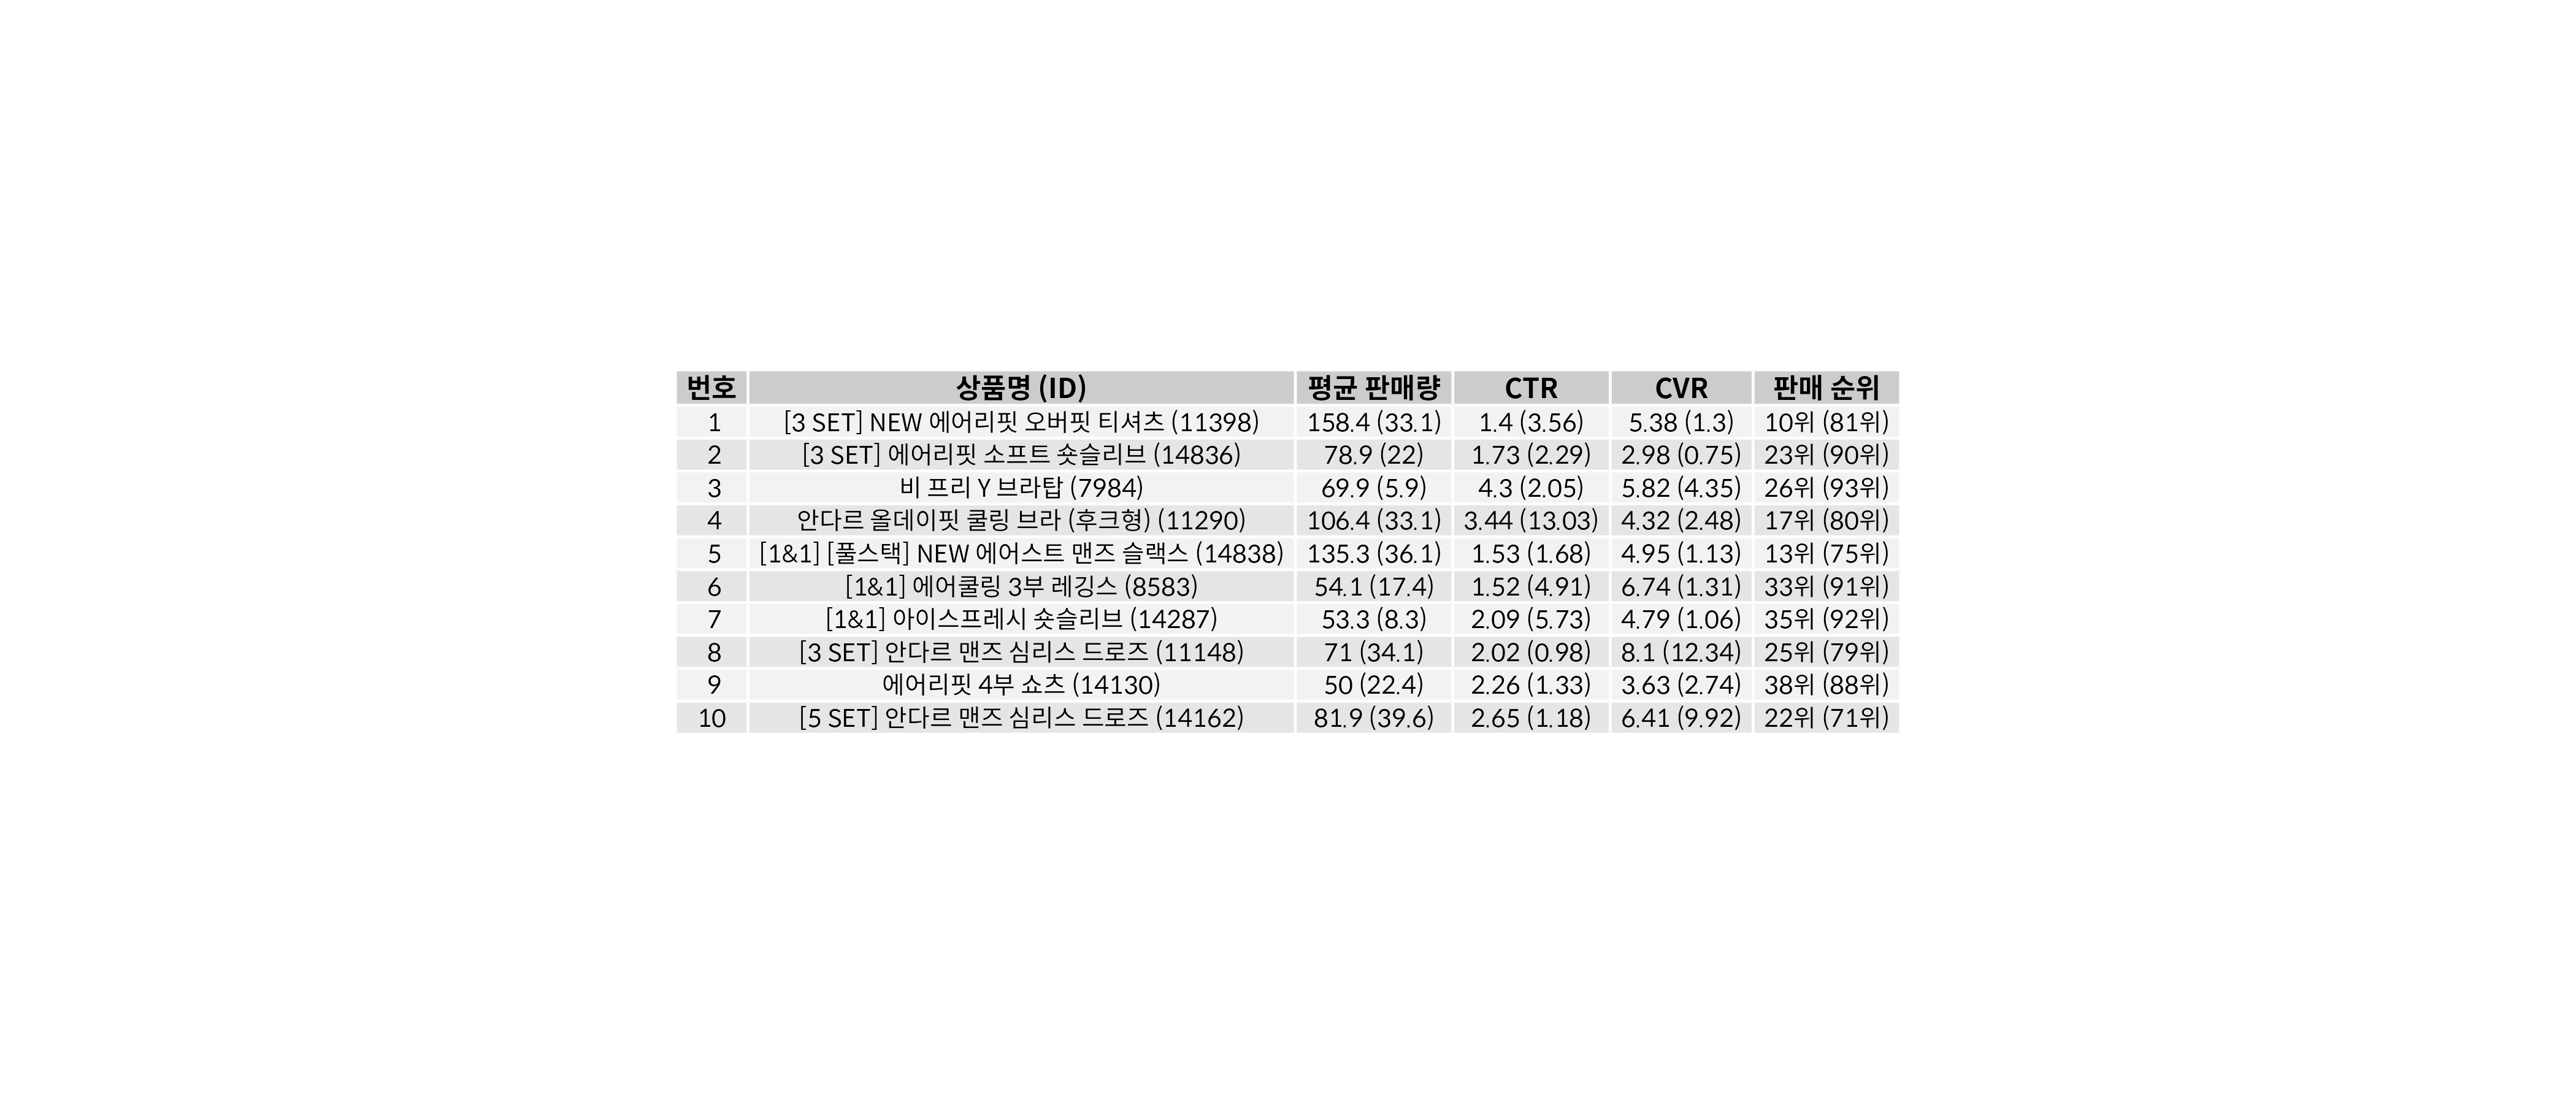 번호 상품명 (ID) 평균 판매량 CTR CVR 판매 순위
1 [3 SET] NEW 에어리핏 오버핏 티셔츠 (11398) 158.4 (33.1) 1.4 (3.56) 5.38 (1.3) 10위 (81위)
2 [3 SET] 에어리핏 소프트 숏슬리브 (14836) 78.9 (22) 1.73 (2.29) 2.98 (0.75) 23위 (90위)
3 비 프리 Y 브라탑 (7984) 69.9 (5.9) 4.3 (2.05) 5.82 (4.35) 26위 (93위)
4 안다르 올데이핏 쿨링 브라 (후크형) (11290) 106.4 (33.1) 3.44 (13.03) 4.32 (2.48) 17위 (80위)
5 [1&1] [풀스택] NEW 에어스트 맨즈 슬랙스 (14838) 135.3 (36.1) 1.53 (1.68) 4.95 (1.13) 13위 (75위)
6 [1&1] 에어쿨링 3부 레깅스 (8583) 54.1 (17.4) 1.52 (4.91) 6.74 (1.31) 33위 (91위)
7 [1&1] 아이스프레시 숏슬리브 (14287) 53.3 (8.3) 2.09 (5.73) 4.79 (1.06) 35위 (92위)
8 [3 SET] 안다르 맨즈 심리스 드로즈 (11148) 71 (34.1) 2.02 (0.98) 8.1 (12.34) 25위 (79위)
9 에어리핏 4부 쇼츠 (14130) 50 (22.4) 2.26 (1.33) 3.63 (2.74) 38위 (88위)
10 [5 SET] 안다르 맨즈 심리스 드로즈 (14162) 81.9 (39.6) 2.65 (1.18) 6.41 (9.92) 22위 (71위)